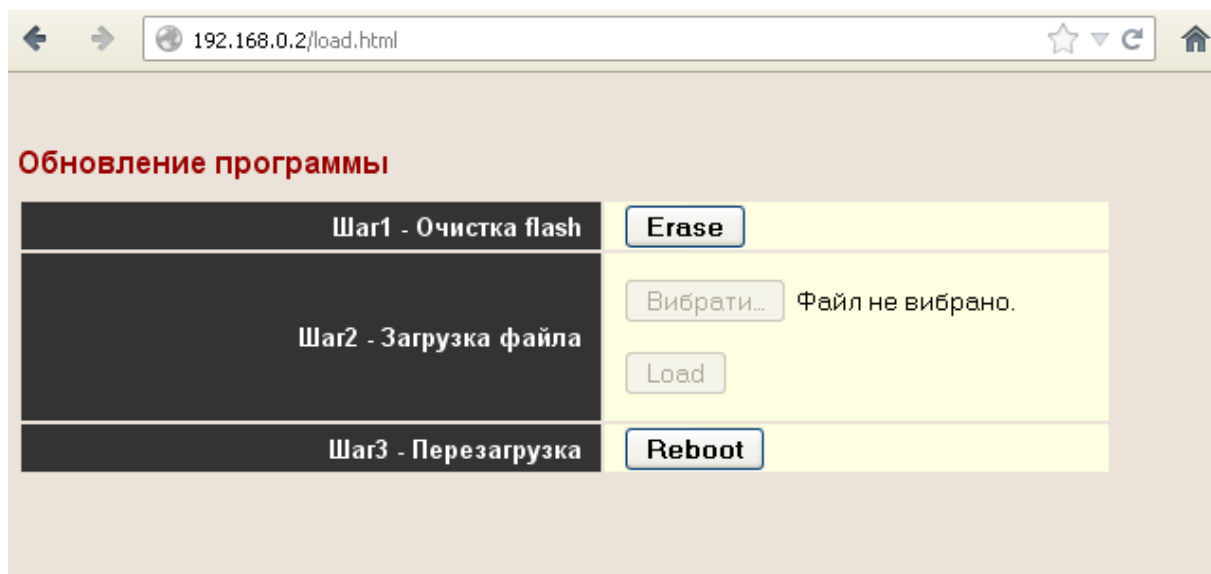 192.168.0.2/load.html
Обновление программы
Шаг1 - Очистка flash
Erase
Шаг2 - Загрузка файла
Вибрати... Файл не вибрано.
Load
Шаг3 - Перезагрузка
Reboot